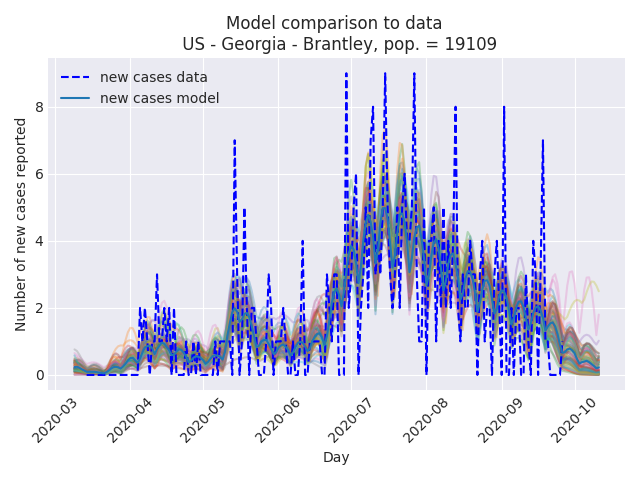 Model comparison to data
US - Georgia - Brantley, pop. = 19109
new cases data
new cases model
Number of new cases reported
8
6
4
2
0
2020-03
2020-04
2020-05
2020-06
2020-07
2020-08
2020-09
2020-10
Day